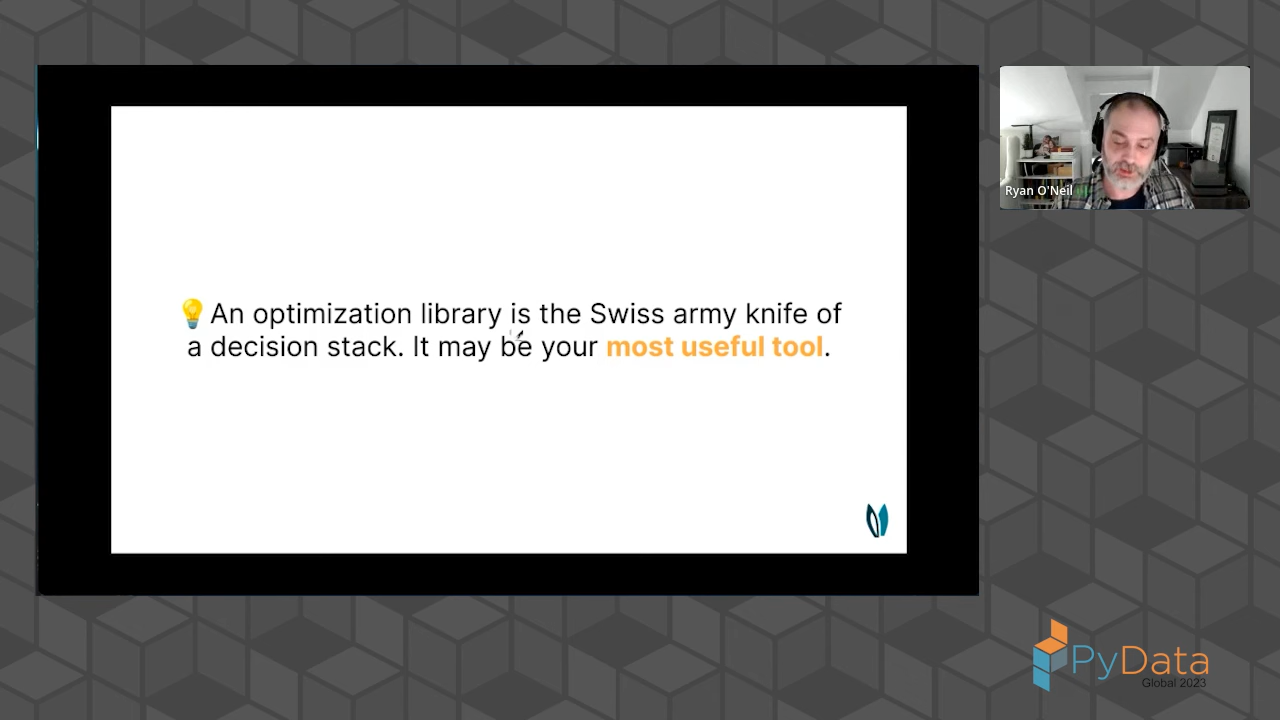 💡An optimization library is the Swiss army knife of
a decision stack. It may be your most useful tool.
Ryan O'Neil
PyData
Global 2023